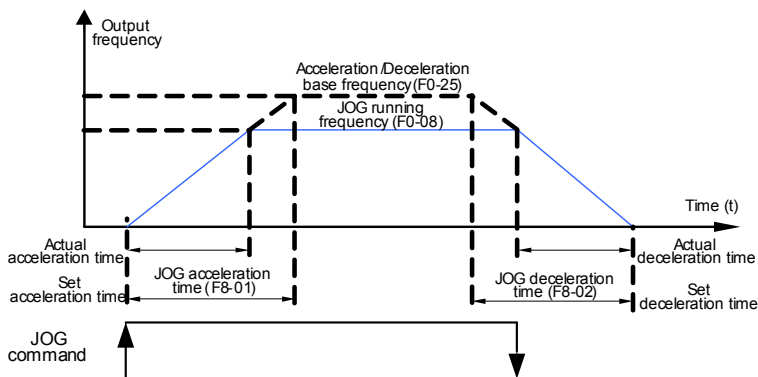 Output
frequency
Acceleration/Deceleration
base frequency(F0-25)
JOG running
frequency (F0-08)
Time (t)
Actual
acceleration time
Actual
deceleration time
Set
acceleration time
JOG acceleration
time (F8-01)
JOG deceleration
time (F8-02)
Set
deceleration time
JOG
command